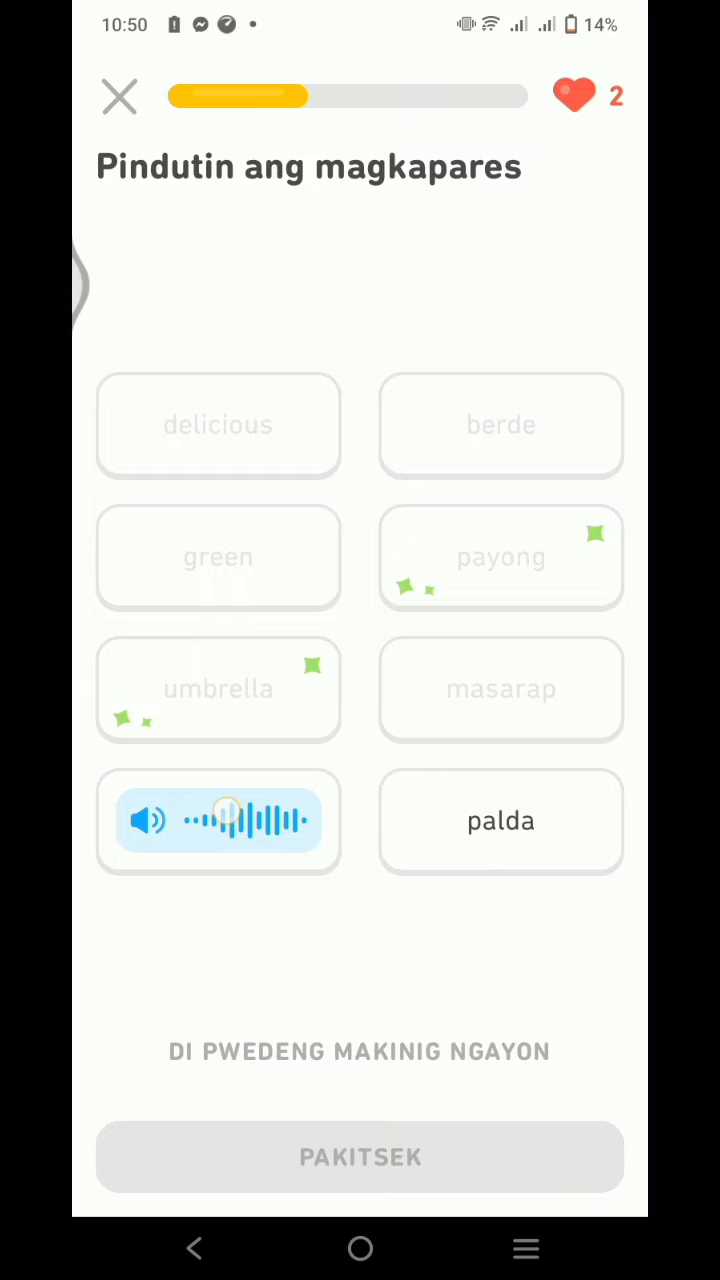 10:50 14%
2
Pindutin ang magkapares
delicious berde
green payong
umbrella masarap
palda
DI PWEDENG MAKINIG NGAYON
PAKITSEK